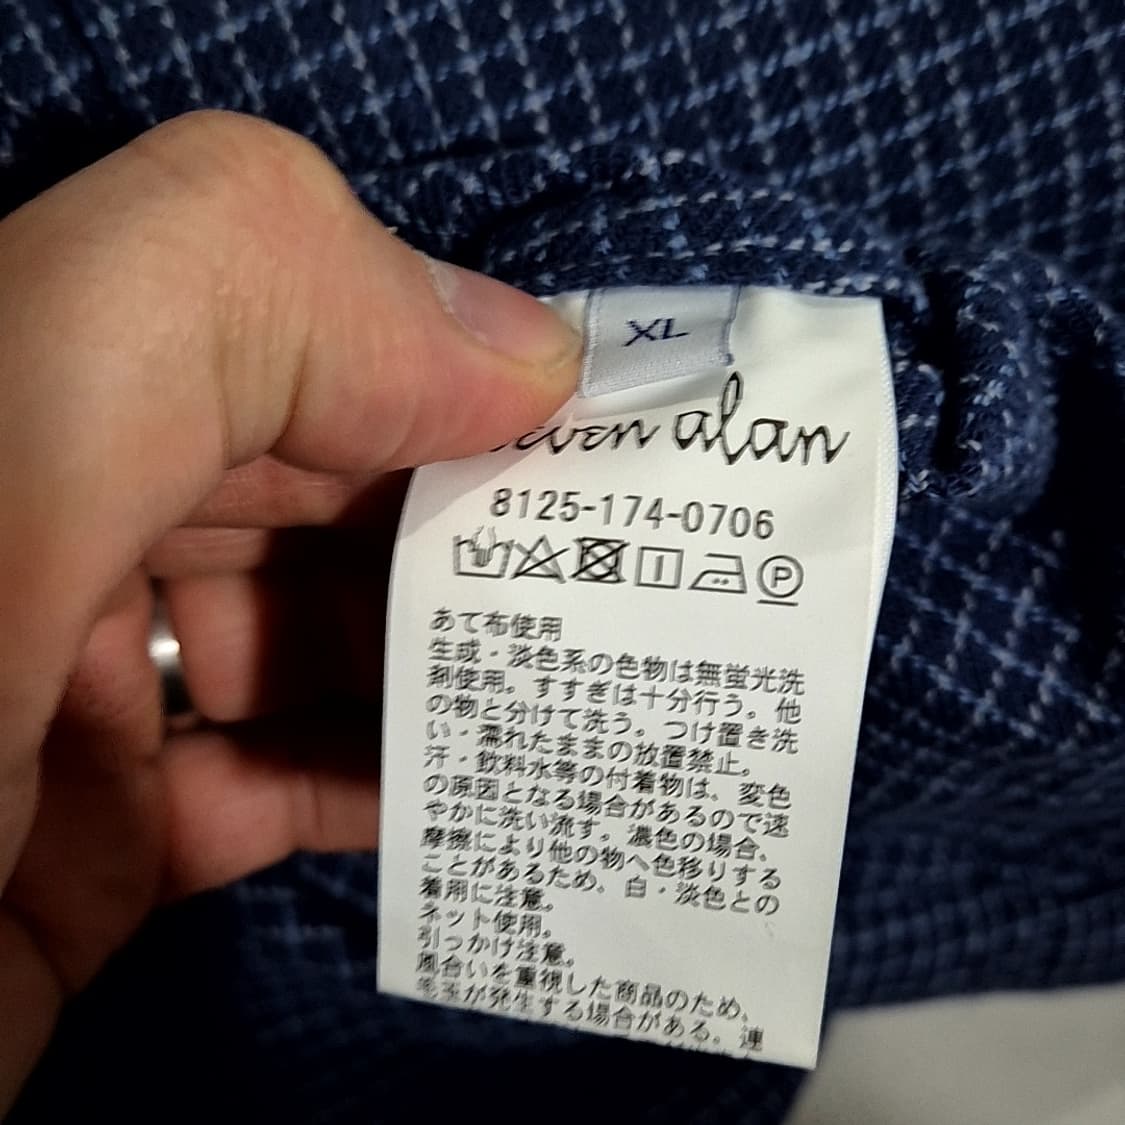 XL
even alan
8125-174-0706
P
あて布使用
生成・淡色系の色物は無蛍光洗
剤使用。すすぎは十分行う。他
の物と分けて洗う。つけ置き洗
い・濡れたままの放置禁止。
汗・飲料水等の付着物は、変色
の原因となる場合があるので速
やかに洗い流す。濃色の場合、
摩擦により他の物へ色移りする
ことがあるため、白・淡色との
着用に注意。
ネット使用。
引っかけ注意。
風合いを重視した商品のため、
毛玉が発生する場合がある。連